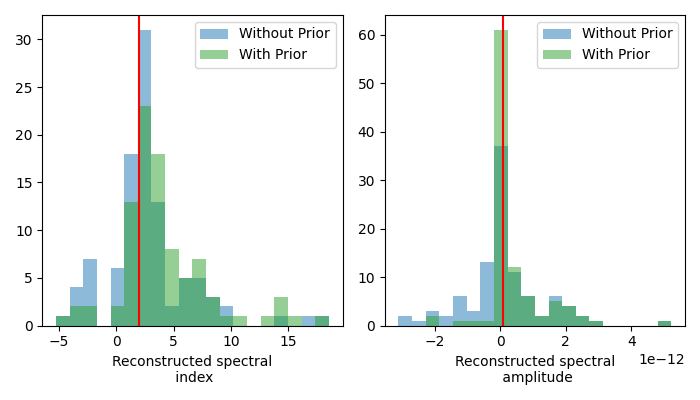 30
25
20
15
10
5
0
−5
0
5
10
15
Reconstructed spectral
index
Without Prior
With Prior
60
50
40
30
20
10
0
−2
0
2
4
1e−12
Reconstructed spectral
amplitude
Without Prior
With Prior